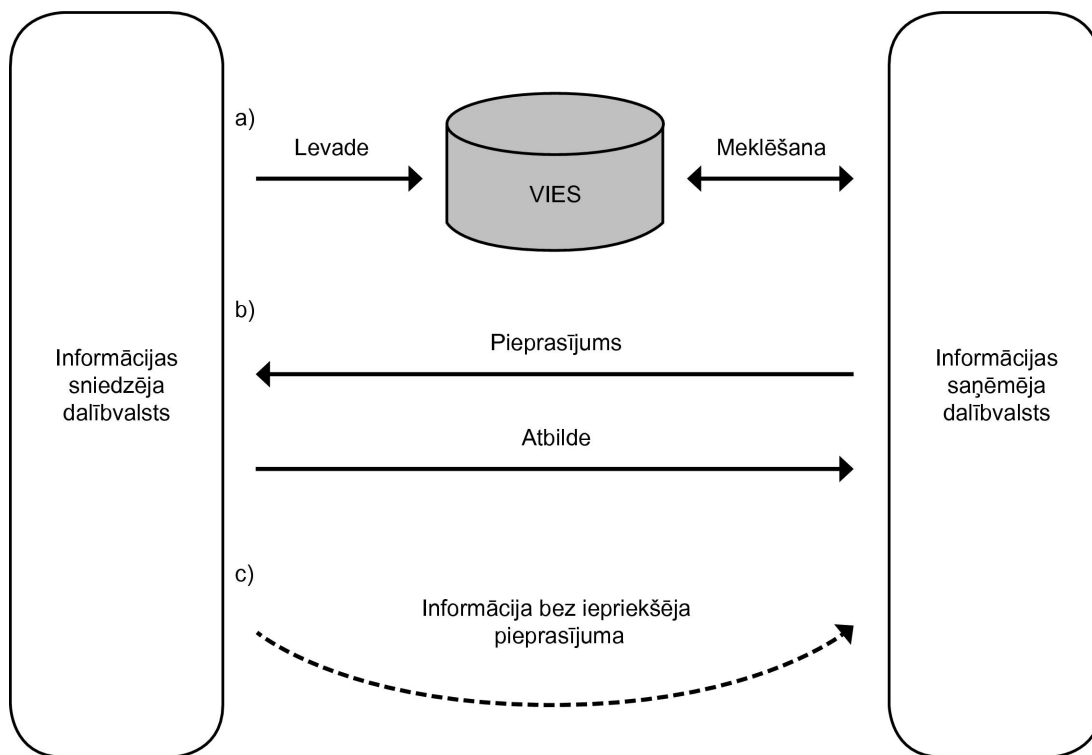 a)
Levade
VIES
Meklēšana
b)
Pieprasījums
Informācijas
sniedzēja
dalībvalsts
Informācijas
saņēmēja
dalībvalsts
Atbilde
c)
Informācija bez iepriekšēja
pieprasījuma